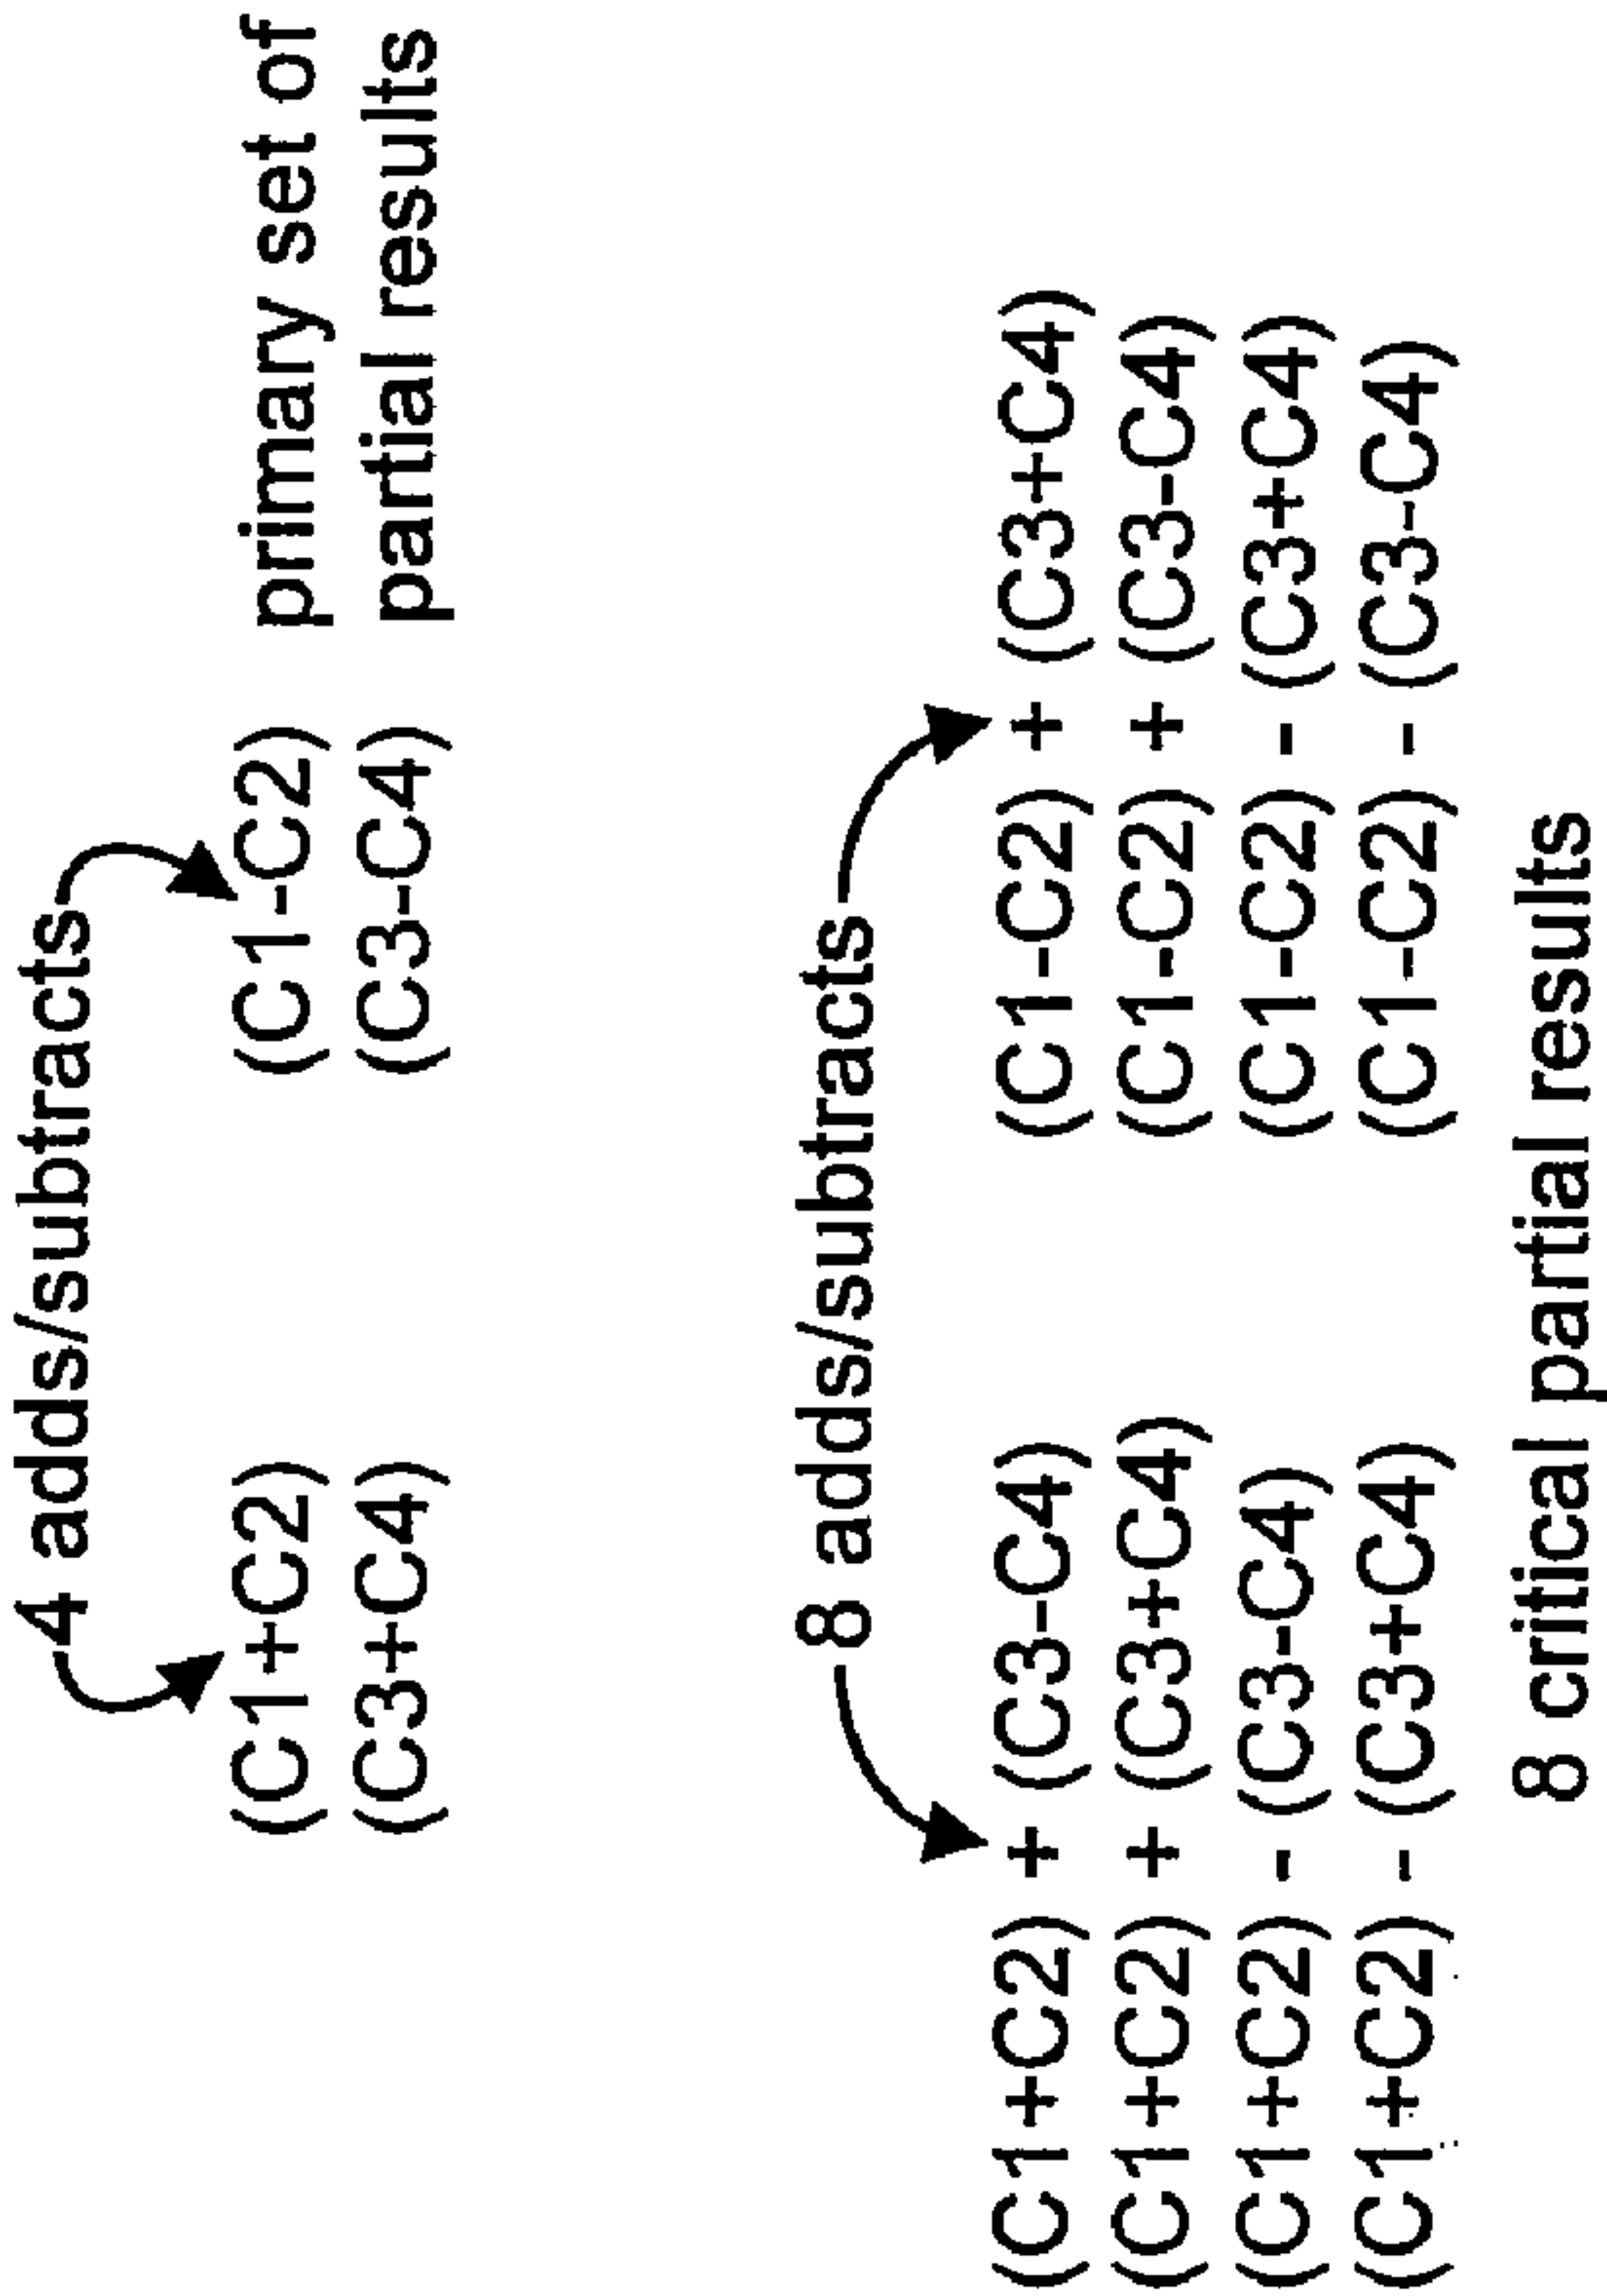 4 adds/subtracts
(C1+C2) (C1-C2) primary set of
(C3+C4) (C3-C4) partial results
8 adds/subtracts
(C1+C2) + (C3-C4) (C1-C2) + (C3+C4)
(C1+C2) + (C3+C4) (C1-C2) + (C3-C4)
(C1+C2) - (C3-C4) (C1-C2) - (C3+C4)
(C1+C2) - (C3+C4) (C1-C2) - (C3-C4)
8 critical partial results